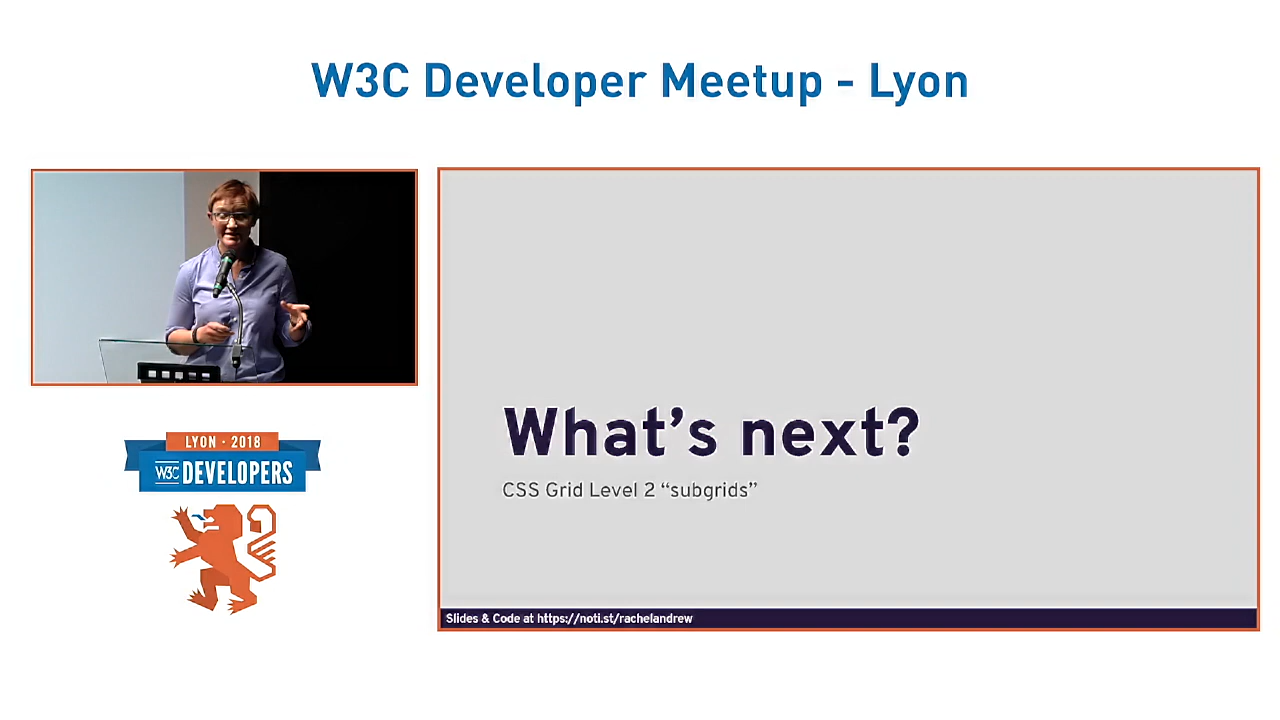 W3C Developer Meetup - Lyon
LYON · 2018
W3C DEVELOPERS
What’s next?
CSS Grid Level 2 “subgrids”
Slides & Code at https://noti.st/rachelandrew